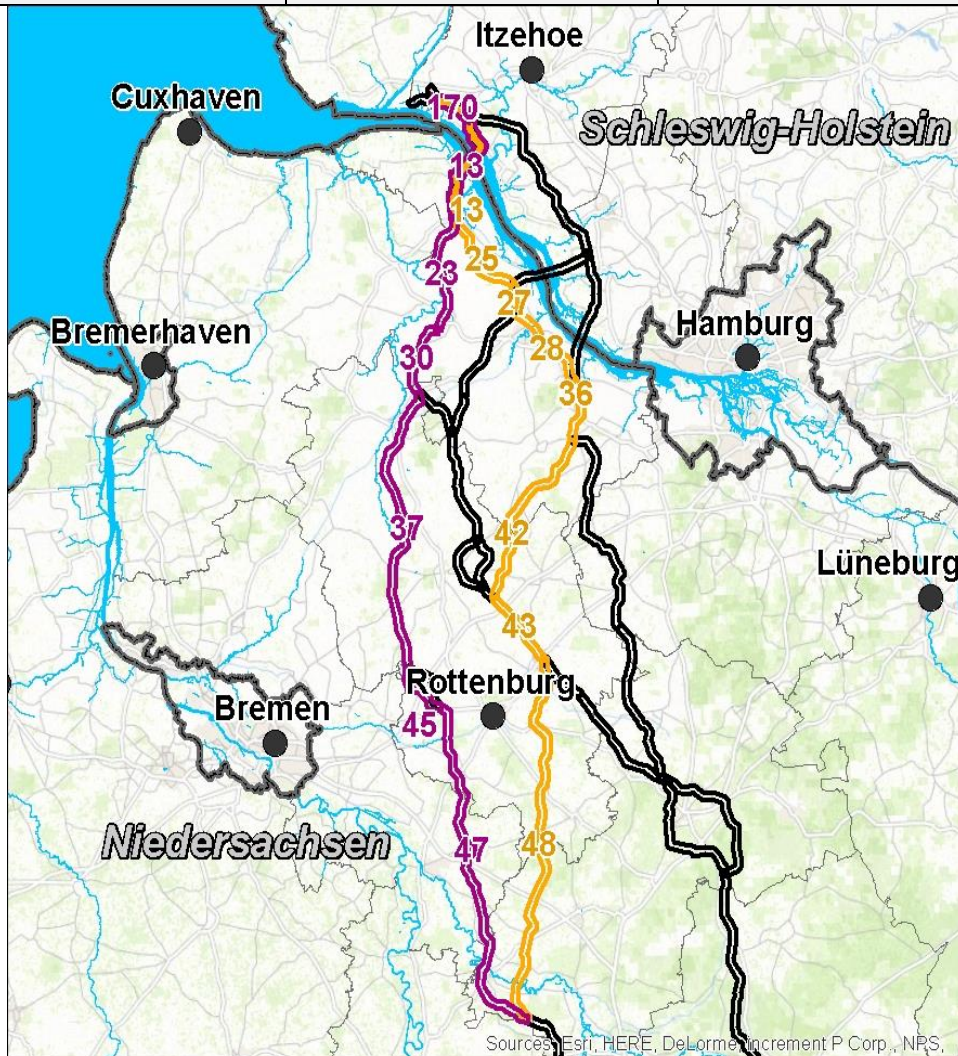 Itzehoe
Cuxhaven
170
Schleswig-Holstein
13
13
25
23
27
Bremerhaven
Hamburg
28
30
36
37
42
Lüneburg
43
Rottenburg
Bremen
45
Niedersachsen
47
48
Sources: Esri, HERE, DeLorme, Increment P Corp., NPS,